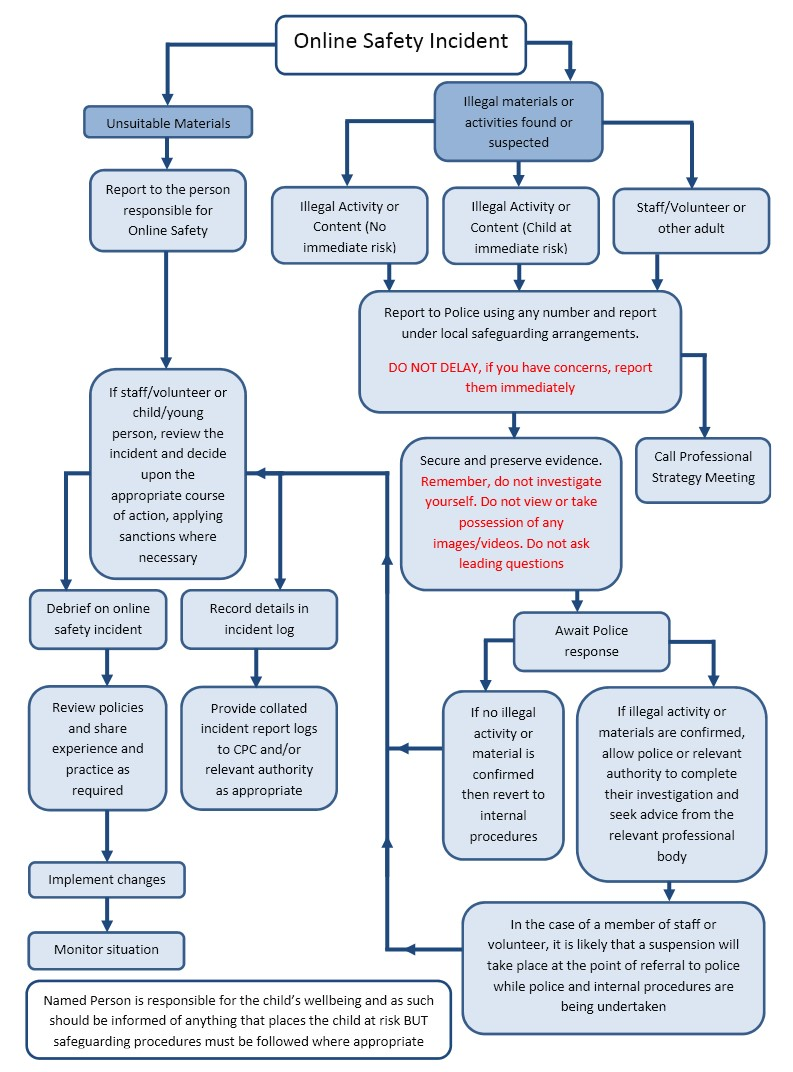 Online Safety Incident
Unsuitable Materials
Illegal materials or
activities found or
suspected
Report to the person
responsible for
Online Safety
Illegal Activity or
Content (No
immediate risk)
Illegal Activity or
Content (Child at
immediate risk)
Staff/Volunteer or
other adult
Report to Police using any number and report
under local safeguarding arrangements.
DO NOT DELAY, if you have concerns, report
them immediately
If staff/volunteer or
child/young
person, review the
incident and decide
upon the
appropriate course
of action, applying
sanctions where
necessary
Secure and preserve evidence.
Remember, do not investigate
yourself. Do not view or take
possession of any
images/videos. Do not ask
leading questions
Call Professional
Strategy Meeting
Debrief on online
safety incident
Record details in
incident log
Await Police
response
Review policies
and share
experience and
practice as
required
Provide collated
incident report logs
to CPC and/or
relevant authority
as appropriate
If no illegal
activity or
material is
confirmed
then revert to
internal
procedures
If illegal activity or
materials are confirmed,
allow police or relevant
authority to complete
their investigation and
seek advice from the
relevant professional
body
Implement changes
Monitor situation
In the case of a member of staff or
volunteer, it is likely that a suspension will
take place at the point of referral to police
while police and internal procedures are
being undertaken
Named Person is responsible for the child's wellbeing and as such
should be informed of anything that places the child at risk BUT
safeguarding procedures must be followed where appropriate